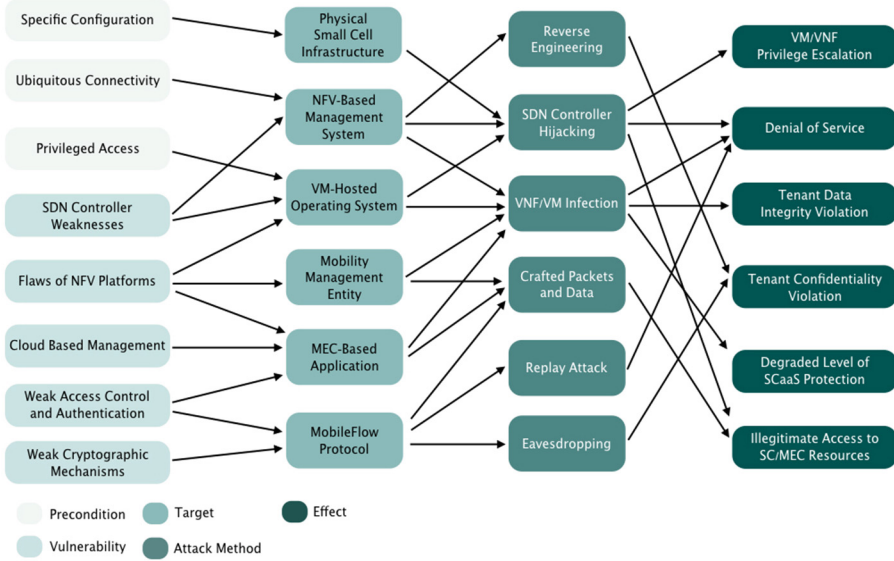 Specific Configuration
Ubiquitous Connectivity
Privileged Access
SDN Controller
Weaknesses
Flaws of NFV Platforms
Cloud Based Management
Weak Access Control
and Authentication
Weak Cryptographic
Mechanisms
Physical
Small Cell
Infrastructure
NFV-Based
Management
System
VM-Hosted
Operating System
Mobility
Management
Entity
MEC-Based
Application
MobileFlow
Protocol
Reverse
Engineering
SDN Controller
Hijacking
VNF/VM Infection
Crafted Packets
and Data
Replay Attack
Eavesdropping
VM/VNF
Privilege Escalation
Denial of Service
Tenant Data
Integrity Violation
Tenant Confidentiality
Violation
Degraded Level of
SCaaS Protection
Illegitimate Access to
SC/MEC Resources
Precondition
Target
Effect
Vulnerability
Attack Method